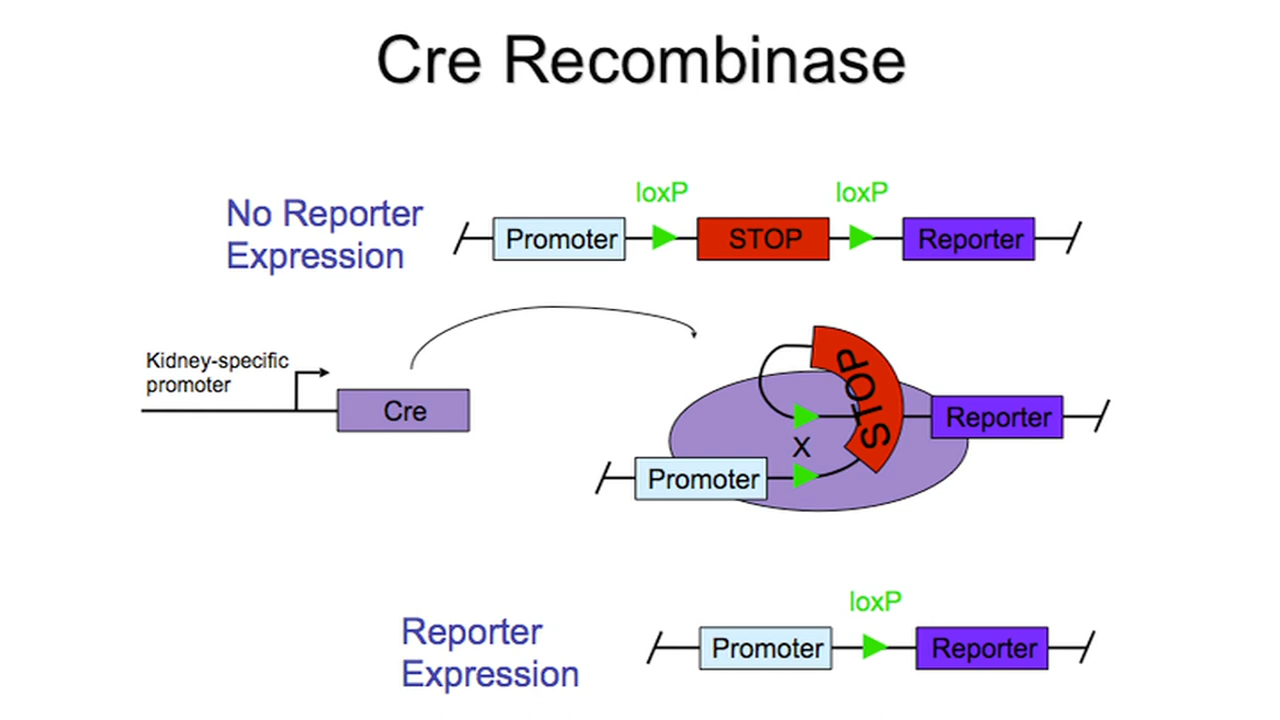 Cre Recombinase
loxP loxP
No Reporter
Expression
Promoter STOP Reporter
Kidney-specific
promoter
Cre
STOP
Reporter
X
Promoter
loxP
Reporter
Expression
Promoter Reporter